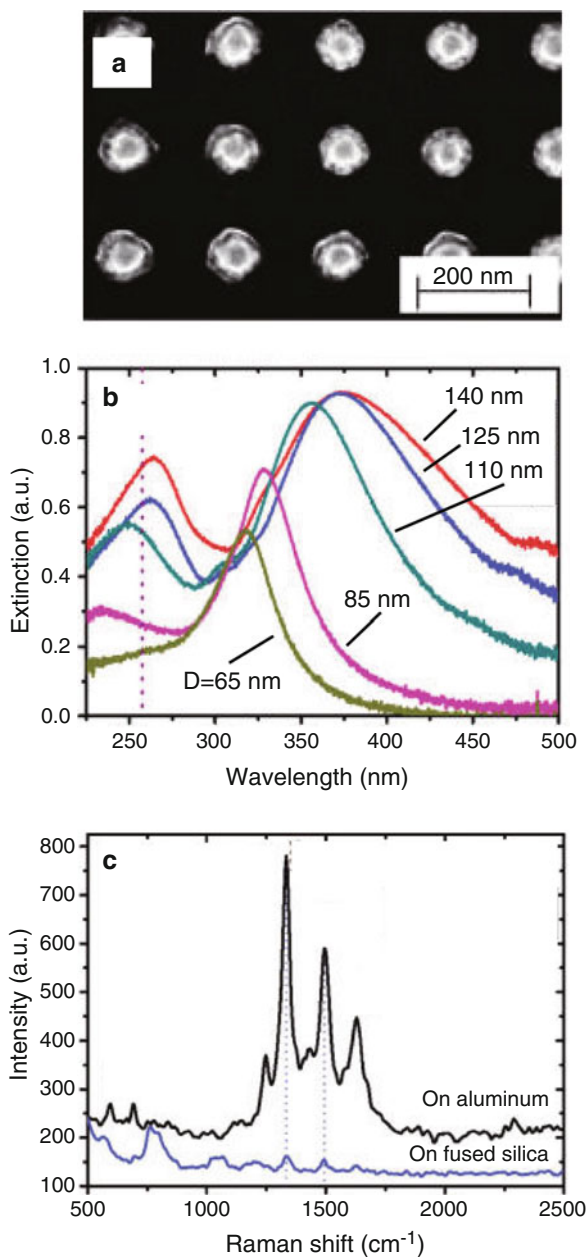 a
200 nm
b
1.0
0.8
0.6
0.4
0.2
0.0
Extinction (a.u.)
140 nm
125 nm
110 nm
85 nm
D=65 nm
250 300 350 400 450 500
Wavelength (nm)
c
800
700
600
500
400
300
200
100
Intensity (a.u.)
On aluminum
On fused silica
500 1000 1500 2000 2500
Raman shift (cm⁻¹)